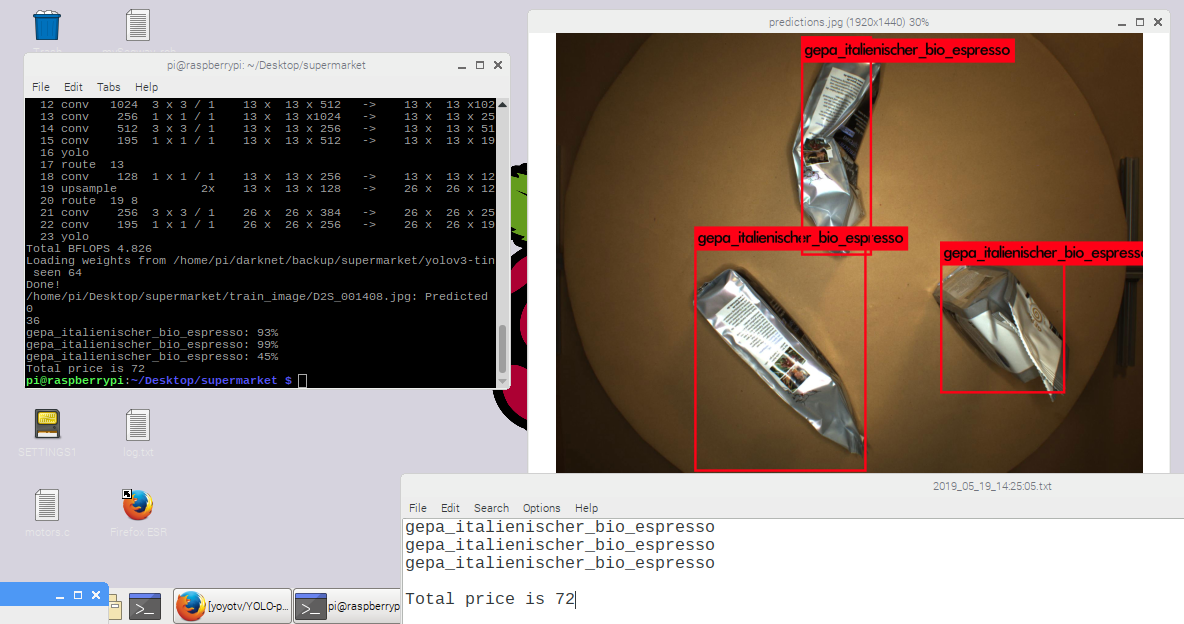 Trash
pi@raspberrypi: ~/Desktop/supermarket
File Edit Tabs Help
12 conv 1024 3 x 3 / 1 13 x 13 x 512 -> 13 x 13 x102
13 conv 256 1 x 1 / 1 13 x 13 x1024 -> 13 x 13 x 25
14 conv 512 3 x 3 / 1 13 x 13 x 256 -> 13 x 13 x 51
15 conv 195 1 x 1 / 1 13 x 13 x 512 -> 13 x 13 x 19
16 yolo
17 route 13
18 conv 128 1 x 1 / 1 13 x 13 x 256 -> 13 x 13 x 12
19 upsample 2x 13 x 13 x 128 -> 26 x 26 x 12
20 route 19 8
21 conv 256 3 x 3 / 1 26 x 26 x 384 -> 26 x 26 x 25
22 conv 195 1 x 1 / 1 26 x 26 x 256 -> 26 x 26 x 19
23 yolo
Total BFLOPS 4.826
Loading weights from /home/pi/darknet/backup/supermarket/yolov3-tin
seen 64
Done!
/home/pi/Desktop/supermarket/train_image/D2S_001408.jpg: Predicted
0
36
gepa_italienischer_bio_espresso: 93%
gepa_italienischer_bio_espresso: 99%
gepa_italienischer_bio_espresso: 45%
Total price is 72
pi@raspberrypi:~/Desktop/supermarket $
SETTINGS1
log.txt
motors.c
Firefox ESR
predictions.jpg (1920x1440) 30%
gepa_italienischer_bio_espresso
gepa_italienischer_bio_espresso
gepa_italienischer_bio_espresso
2019_05_19_14:25:05.txt
File Edit Search Options Help
gepa_italienischer_bio_espresso
gepa_italienischer_bio_espresso
gepa_italienischer_bio_espresso
Total price is 72
[yoyotv/YOLO-p...
pi@raspberryp